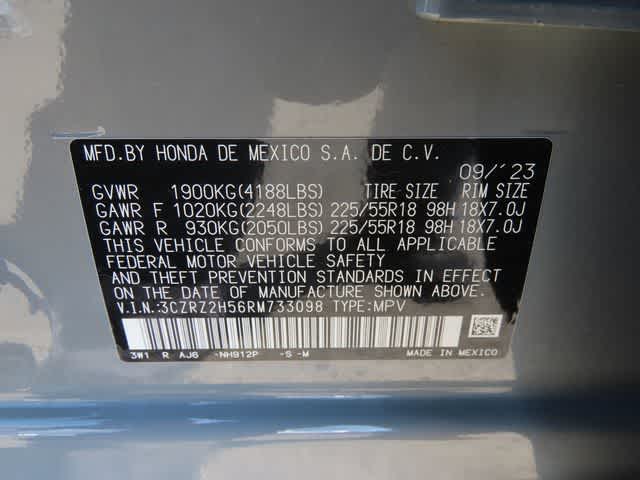 MFD.BY HONDA DE MEXICO S.A. DE C.V.
09/'23
GVWR 1900KG(4188LBS) TIRE SIZE RIM SIZE
GAWR F 1020KG(2248LBS) 225/55R18 98H 18X7.0J
GAWR R 930KG(2050LBS) 225/55R18 98H 18X7.0J
THIS VEHICLE CONFORMS TO ALL APPLICABLE
FEDERAL MOTOR VEHICLE SAFETY
AND THEFT PREVENTION STANDARDS IN EFFECT
ON THE DATE OF MANUFACTURE SHOWN ABOVE.
V.I.N.:3CZRZ2H56RM733098 TYPE:MPV
3W1 R AJ6 -NH912P -S -M MADE IN MEXICO